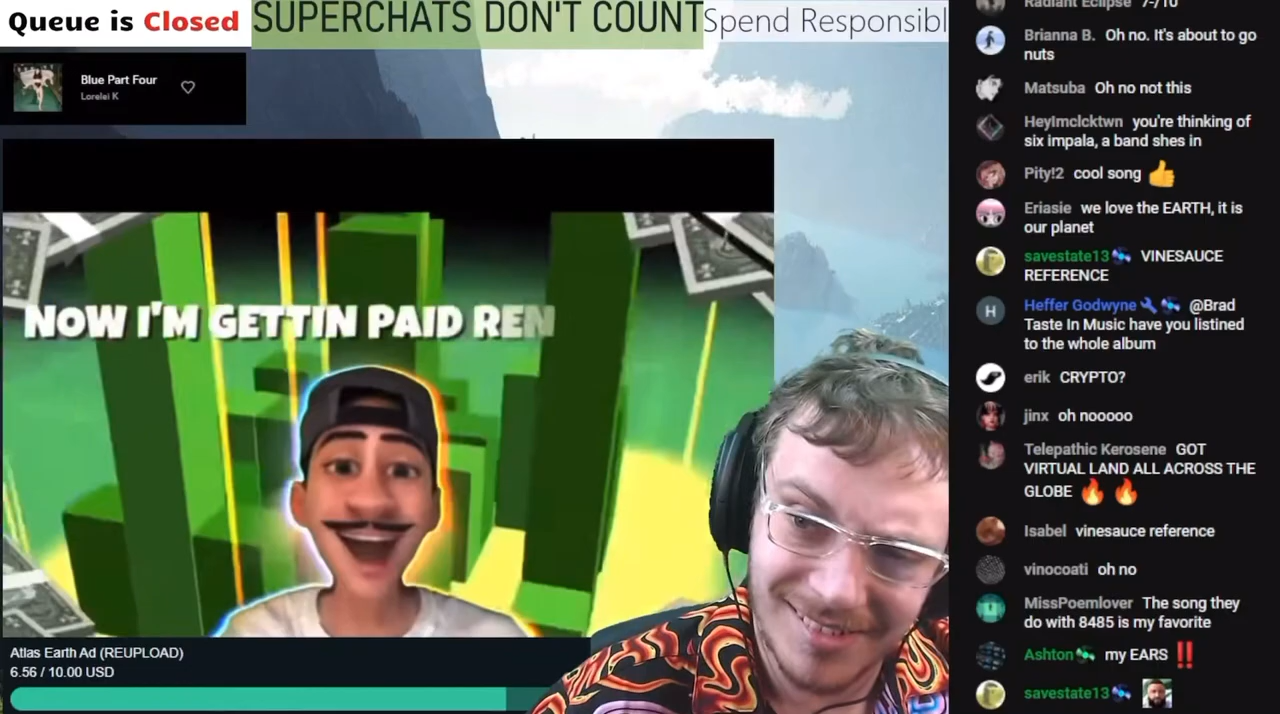 Queue is Closed
SUPERCHATS DON'T COUNT
Spend Responsibl
Blue Part Four
Lorelei K
NOW I'M GETTIN PAID REN
Atlas Earth Ad (REUPLOAD)
6.56 / 10.00 USD
Radiant Eclipse 7-/10
Brianna B. Oh no. It's about to go
nuts
Matsuba Oh no not this
HeyImclcktwn you're thinking of
six impala, a band shes in
Pity!2 cool song 👍
Eriasie we love the EARTH, it is
our planet
savestate13 VINESAUCE
REFERENCE
Heffer Godwyne @Brad
Taste In Music have you listined
to the whole album
erik CRYPTO?
jinx oh nooooo
Telepathic Kerosene GOT
VIRTUAL LAND ALL ACROSS THE
GLOBE 🔥 🔥
Isabel vinesauce reference
vinocoati oh no
MissPoemlover The song they
do with 8485 is my favorite
Ashton my EARS ‼️
savestate13